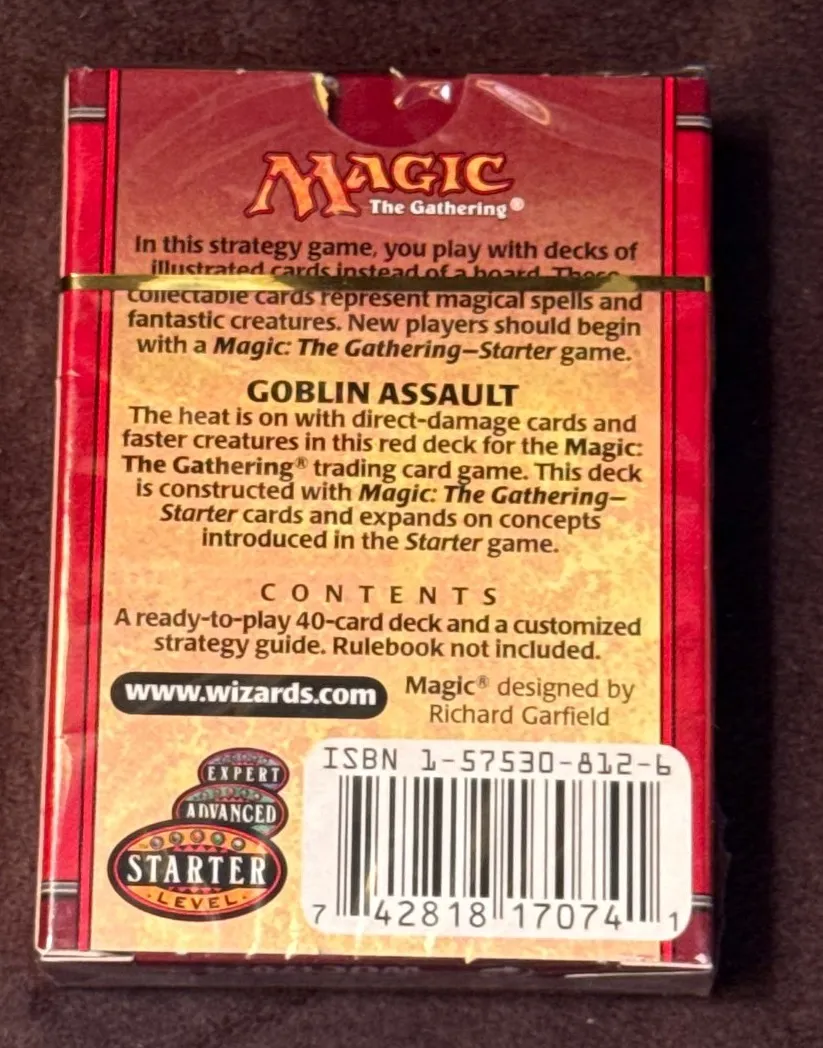 MAGIC
The Gathering®
In this strategy game, you play with decks of
illustrated cards instead of a board. These
collectable cards represent magical spells and
fantastic creatures. New players should begin
with a Magic: The Gathering—Starter game.
GOBLIN ASSAULT
The heat is on with direct-damage cards and
faster creatures in this red deck for the Magic:
The Gathering® trading card game. This deck
is constructed with Magic: The Gathering—
Starter cards and expands on concepts
introduced in the Starter game.
CONTENTS
A ready-to-play 40-card deck and a customized
strategy guide. Rulebook not included.
www.wizards.com
Magic® designed by
Richard Garfield
EXPERT
ADVANCED
STARTER
LEVEL
ISBN 1-57530-812-6
7 42818 17074 1